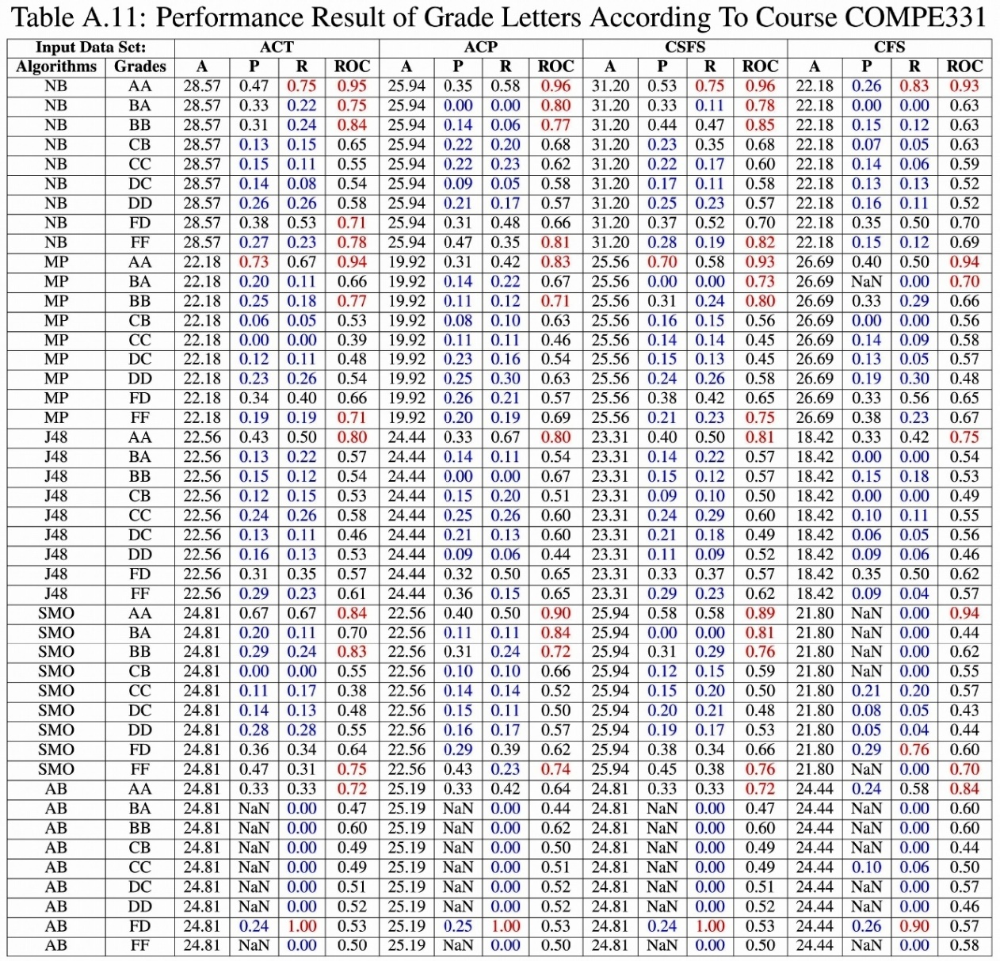 Table A.11: Performance Result of Grade Letters According To Course COMPE331
Input Data Set: ACT ACP CSFS CFS
Algorithms Grades A P R ROC A P R ROC A P R ROC A P R ROC
NB AA 28.57 0.47 0.75 0.95 25.94 0.35 0.58 0.96 31.20 0.53 0.75 0.96 22.18 0.26 0.83 0.93
NB BA 28.57 0.33 0.22 0.75 25.94 0.00 0.00 0.80 31.20 0.33 0.11 0.78 22.18 0.00 0.00 0.63
NB BB 28.57 0.31 0.24 0.84 25.94 0.14 0.06 0.77 31.20 0.44 0.47 0.85 22.18 0.15 0.12 0.63
NB CB 28.57 0.13 0.15 0.65 25.94 0.22 0.20 0.68 31.20 0.23 0.35 0.68 22.18 0.07 0.05 0.63
NB CC 28.57 0.15 0.11 0.55 25.94 0.22 0.23 0.62 31.20 0.22 0.17 0.60 22.18 0.14 0.06 0.59
NB DC 28.57 0.14 0.08 0.54 25.94 0.09 0.05 0.58 31.20 0.17 0.11 0.58 22.18 0.13 0.13 0.52
NB DD 28.57 0.26 0.26 0.58 25.94 0.21 0.17 0.57 31.20 0.25 0.23 0.57 22.18 0.16 0.11 0.52
NB FD 28.57 0.38 0.53 0.71 25.94 0.31 0.48 0.66 31.20 0.37 0.52 0.70 22.18 0.35 0.50 0.70
NB FF 28.57 0.27 0.23 0.78 25.94 0.47 0.35 0.81 31.20 0.28 0.19 0.82 22.18 0.15 0.12 0.69
MP AA 22.18 0.73 0.67 0.94 19.92 0.31 0.42 0.83 25.56 0.70 0.58 0.93 26.69 0.40 0.50 0.94
MP BA 22.18 0.20 0.11 0.66 19.92 0.14 0.22 0.67 25.56 0.00 0.00 0.73 26.69 NaN 0.00 0.70
MP BB 22.18 0.25 0.18 0.77 19.92 0.11 0.12 0.71 25.56 0.31 0.24 0.80 26.69 0.33 0.29 0.66
MP CB 22.18 0.06 0.05 0.53 19.92 0.08 0.10 0.63 25.56 0.16 0.15 0.56 26.69 0.00 0.00 0.56
MP CC 22.18 0.00 0.00 0.39 19.92 0.11 0.11 0.46 25.56 0.14 0.14 0.45 26.69 0.14 0.09 0.58
MP DC 22.18 0.12 0.11 0.48 19.92 0.23 0.16 0.54 25.56 0.15 0.13 0.45 26.69 0.13 0.05 0.57
MP DD 22.18 0.23 0.26 0.54 19.92 0.25 0.30 0.63 25.56 0.24 0.26 0.58 26.69 0.19 0.30 0.48
MP FD 22.18 0.34 0.40 0.66 19.92 0.26 0.21 0.57 25.56 0.38 0.42 0.65 26.69 0.33 0.56 0.65
MP FF 22.18 0.19 0.19 0.71 19.92 0.20 0.19 0.69 25.56 0.21 0.23 0.75 26.69 0.38 0.23 0.67
J48 AA 22.56 0.43 0.50 0.80 24.44 0.33 0.67 0.80 23.31 0.40 0.50 0.81 18.42 0.33 0.42 0.75
J48 BA 22.56 0.13 0.22 0.57 24.44 0.14 0.11 0.54 23.31 0.14 0.22 0.57 18.42 0.00 0.00 0.54
J48 BB 22.56 0.15 0.12 0.54 24.44 0.00 0.00 0.67 23.31 0.15 0.12 0.57 18.42 0.15 0.18 0.53
J48 CB 22.56 0.12 0.15 0.53 24.44 0.15 0.20 0.51 23.31 0.09 0.10 0.50 18.42 0.00 0.00 0.49
J48 CC 22.56 0.24 0.26 0.58 24.44 0.25 0.26 0.60 23.31 0.24 0.29 0.60 18.42 0.10 0.11 0.55
J48 DC 22.56 0.13 0.11 0.46 24.44 0.21 0.13 0.60 23.31 0.21 0.18 0.49 18.42 0.06 0.05 0.56
J48 DD 22.56 0.16 0.13 0.53 24.44 0.09 0.06 0.44 23.31 0.11 0.09 0.52 18.42 0.09 0.06 0.46
J48 FD 22.56 0.31 0.35 0.57 24.44 0.32 0.50 0.65 23.31 0.33 0.37 0.57 18.42 0.35 0.50 0.62
J48 FF 22.56 0.29 0.23 0.61 24.44 0.36 0.15 0.65 23.31 0.29 0.23 0.62 18.42 0.09 0.04 0.57
SMO AA 24.81 0.67 0.67 0.84 22.56 0.40 0.50 0.90 25.94 0.58 0.58 0.89 21.80 NaN 0.00 0.94
SMO BA 24.81 0.20 0.11 0.70 22.56 0.11 0.11 0.84 25.94 0.00 0.00 0.81 21.80 NaN 0.00 0.44
SMO BB 24.81 0.29 0.24 0.83 22.56 0.31 0.24 0.72 25.94 0.31 0.29 0.76 21.80 NaN 0.00 0.62
SMO CB 24.81 0.00 0.00 0.55 22.56 0.10 0.10 0.66 25.94 0.12 0.15 0.59 21.80 NaN 0.00 0.55
SMO CC 24.81 0.11 0.17 0.38 22.56 0.14 0.14 0.52 25.94 0.15 0.20 0.50 21.80 0.21 0.20 0.57
SMO DC 24.81 0.14 0.13 0.48 22.56 0.15 0.11 0.50 25.94 0.20 0.21 0.48 21.80 0.08 0.05 0.43
SMO DD 24.81 0.28 0.28 0.55 22.56 0.16 0.17 0.57 25.94 0.19 0.17 0.53 21.80 0.05 0.04 0.44
SMO FD 24.81 0.36 0.34 0.64 22.56 0.29 0.39 0.62 25.94 0.38 0.34 0.66 21.80 0.29 0.76 0.60
SMO FF 24.81 0.47 0.31 0.75 22.56 0.43 0.23 0.74 25.94 0.45 0.38 0.76 21.80 NaN 0.00 0.70
AB AA 24.81 0.33 0.33 0.72 25.19 0.33 0.42 0.64 24.81 0.33 0.33 0.72 24.44 0.24 0.58 0.84
AB BA 24.81 NaN 0.00 0.47 25.19 NaN 0.00 0.44 24.81 NaN 0.00 0.47 24.44 NaN 0.00 0.60
AB BB 24.81 NaN 0.00 0.60 25.19 NaN 0.00 0.62 24.81 NaN 0.00 0.60 24.44 NaN 0.00 0.60
AB CB 24.81 NaN 0.00 0.49 25.19 NaN 0.00 0.50 24.81 NaN 0.00 0.49 24.44 NaN 0.00 0.44
AB CC 24.81 NaN 0.00 0.49 25.19 NaN 0.00 0.51 24.81 NaN 0.00 0.49 24.44 0.10 0.06 0.50
AB DC 24.81 NaN 0.00 0.51 25.19 NaN 0.00 0.52 24.81 NaN 0.00 0.51 24.44 NaN 0.00 0.57
AB DD 24.81 NaN 0.00 0.52 25.19 NaN 0.00 0.52 24.81 NaN 0.00 0.52 24.44 NaN 0.00 0.46
AB FD 24.81 0.24 1.00 0.53 25.19 0.25 1.00 0.53 24.81 0.24 1.00 0.53 24.44 0.26 0.90 0.57
AB FF 24.81 NaN 0.00 0.50 25.19 NaN 0.00 0.50 24.81 NaN 0.00 0.50 24.44 NaN 0.00 0.58